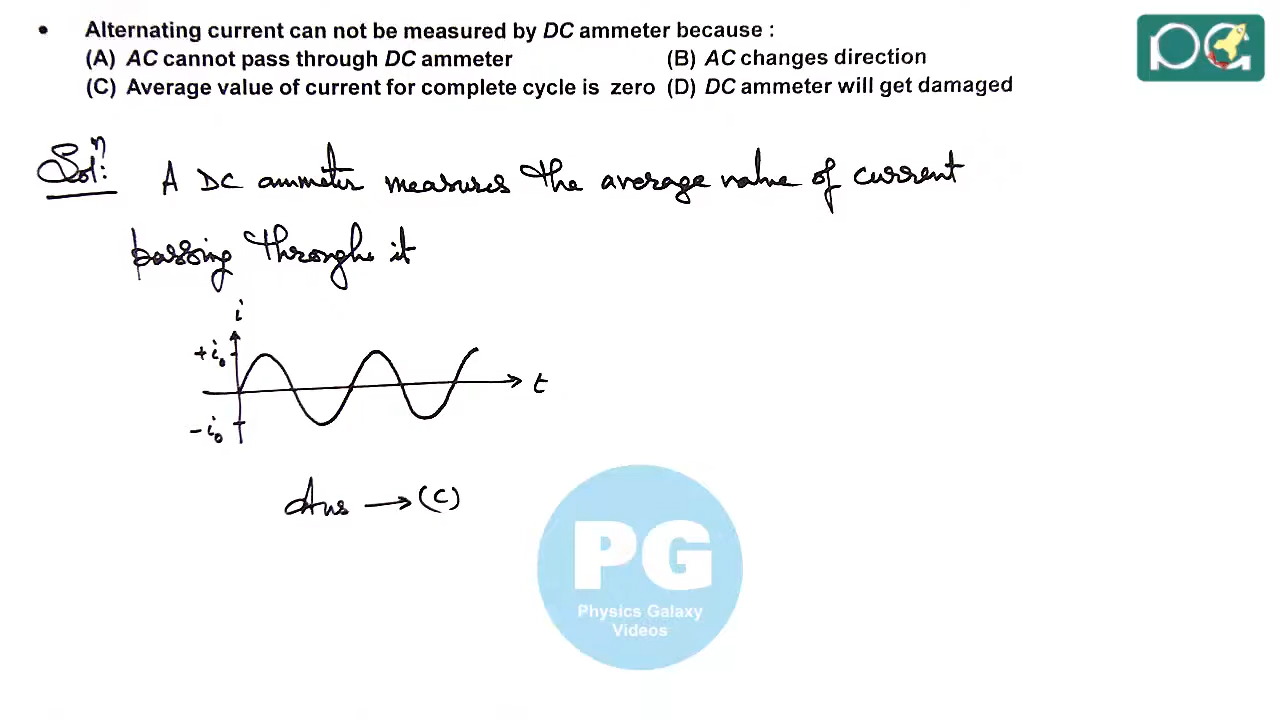 • Alternating current can not be measured by DC ammeter because :
(A) AC cannot pass through DC ammeter (B) AC changes direction
(C) Average value of current for complete cycle is zero (D) DC ammeter will get damaged
Solⁿ:
A DC ammeter measures the average value of current
passing through it
i
+i₀
t
-i₀
Ans → (C)
PG
Physics Galaxy
Videos
PG